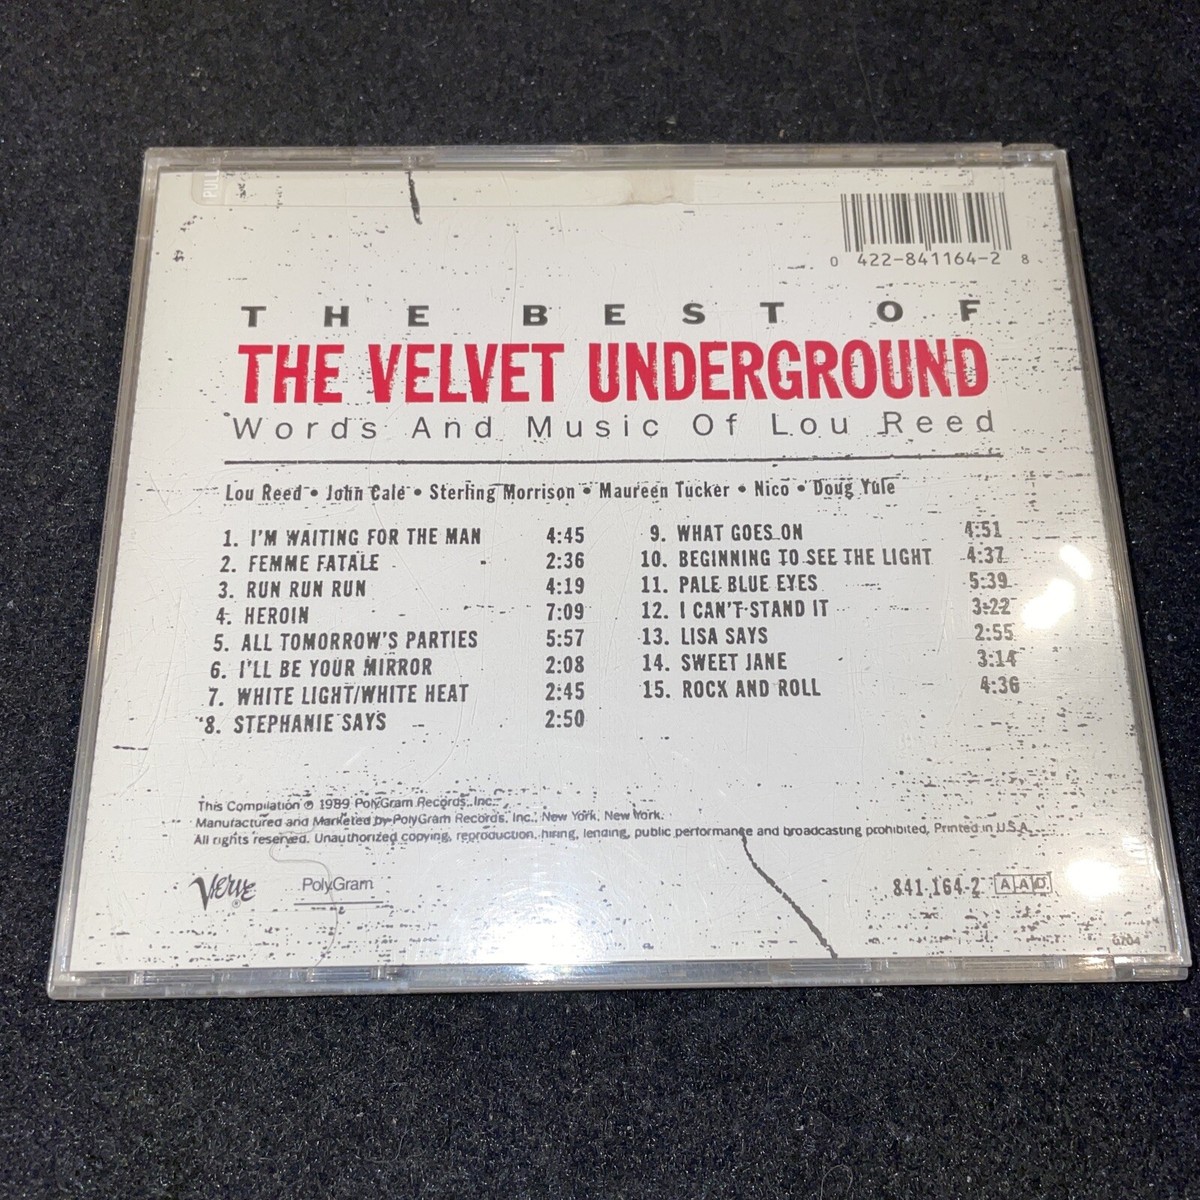 PULL
0 422-841164-2 8
THE BEST OF
THE VELVET UNDERGROUND
Words And Music Of Lou Reed
Lou Reed • John Cale • Sterling Morrison • Maureen Tucker • Nico • Doug Yule
1. I'M WAITING FOR THE MAN 4:45
2. FEMME FATALE 2:36
3. RUN RUN RUN 4:19
4. HEROIN 7:09
5. ALL TOMORROW'S PARTIES 5:57
6. I'LL BE YOUR MIRROR 2:08
7. WHITE LIGHT/WHITE HEAT 2:45
8. STEPHANIE SAYS 2:50
9. WHAT GOES ON 4:51
10. BEGINNING TO SEE THE LIGHT 4:37
11. PALE BLUE EYES 5:39
12. I CAN'T STAND IT 3:22
13. LISA SAYS 2:55
14. SWEET JANE 3:14
15. ROCK AND ROLL 4:36
This Compilation ℗ 1989 PolyGram Records, Inc.
Manufactured and Marketed by PolyGram Records, Inc., New York, New York.
All rights reserved. Unauthorized copying, reproduction, hiring, lending, public performance and broadcasting prohibited, Printed in U.S.A.
Verve
PolyGram
841 164-2 AAD